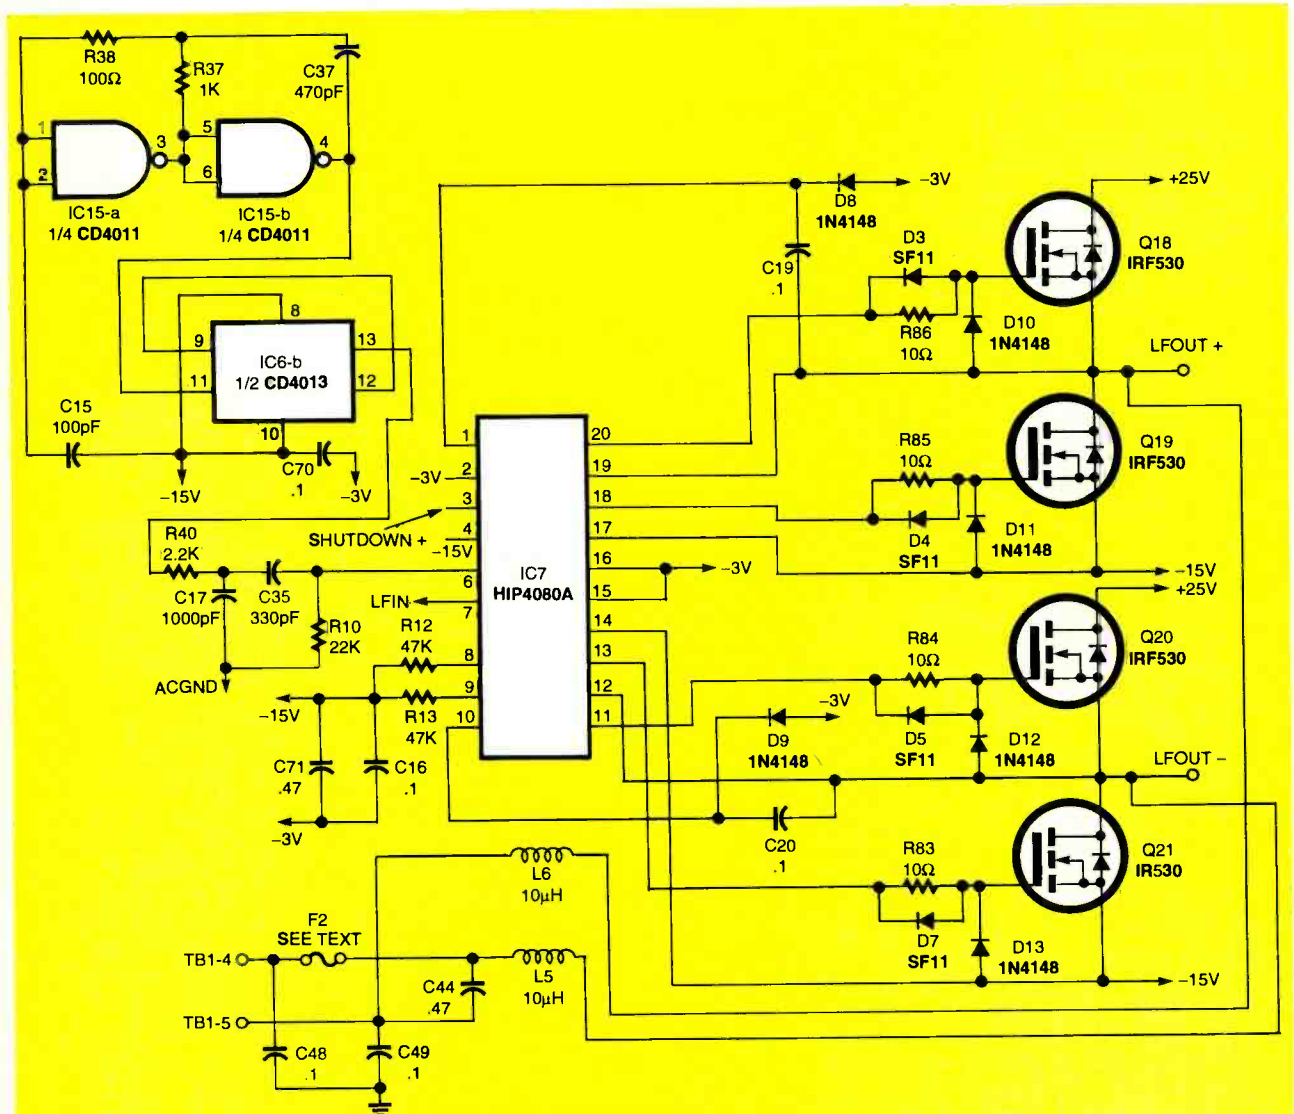 R38
100Ω
R37
1K
C37
470pF
1
2
3
5
6
4
IC15-a
1/4 CD4011
IC15-b
1/4 CD4011
8
9
11
13
12
10
IC6-b
1/2 CD4013
C15
100pF
C70
.1
−15V
−3V
R40
2.2K
C17
1000pF
C35
330pF
R10
22K
ACGND
−3V
SHUTDOWN +
−15V
LFIN
R12
47K
R13
47K
−15V
C71
.47
C16
.1
−3V
1
2
3
4
6
7
8
9
10
IC7
HIP4080A
20
19
18
17
16
15
14
13
12
11
−3V
D8
1N4148
C19
.1
D3
SF11
R86
10Ω
D10
1N4148
+25V
Q18
IRF530
LFOUT +
R85
10Ω
D4
SF11
D11
1N4148
Q19
IRF530
−15V
+25V
−3V
R84
10Ω
D5
SF11
D12
1N4148
Q20
IRF530
LFOUT −
D9
1N4148
−3V
C20
.1
R83
10Ω
D7
SF11
D13
1N4148
Q21
IR530
−15V
L6
10μH
L5
10μH
F2
SEE TEXT
TB1-4
TB1-5
C44
.47
C48
.1
C49
.1